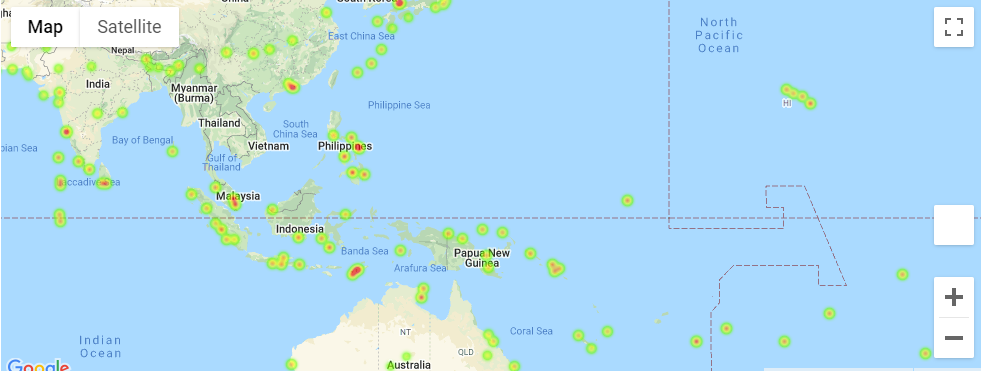 China
South Korea
Map
Satellite
East China Sea
North
Pacific
Ocean
Nepal
India
Myanmar
(Burma)
HI
Philippine Sea
Thailand
South
China Sea
Bay of Bengal
Vietnam
Philippines
bian Sea
Gulf of
Thailand
Laccadive Sea
Malaysia
Indonesia
Banda Sea
Papua New
Guinea
Arafura Sea
Coral Sea
NT
Indian
Ocean
QLD
Australia
Google